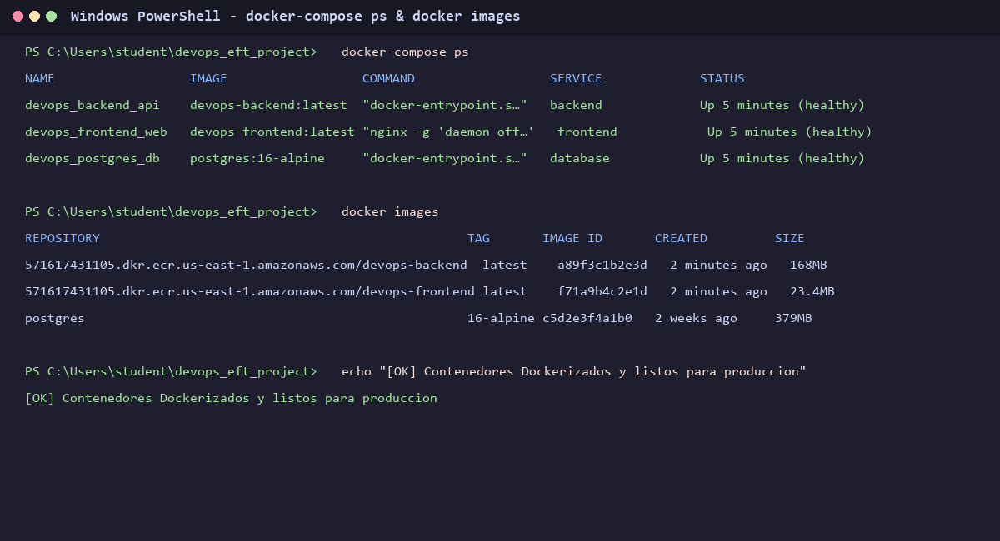 Windows PowerShell - docker-compose ps & docker images
PS C:\Users\student\devops_eft_project> docker-compose ps
NAME IMAGE COMMAND SERVICE STATUS
devops_backend_api devops-backend:latest "docker-entrypoint.s…" backend Up 5 minutes (healthy)
devops_frontend_web devops-frontend:latest "nginx -g 'daemon off…' frontend Up 5 minutes (healthy)
devops_postgres_db postgres:16-alpine "docker-entrypoint.s…" database Up 5 minutes (healthy)
PS C:\Users\student\devops_eft_project> docker images
REPOSITORY TAG IMAGE ID CREATED SIZE
571617431105.dkr.ecr.us-east-1.amazonaws.com/devops-backend latest a89f3c1b2e3d 2 minutes ago 168MB
571617431105.dkr.ecr.us-east-1.amazonaws.com/devops-frontend latest f71a9b4c2e1d 2 minutes ago 23.4MB
postgres 16-alpine c5d2e3f4a1b0 2 weeks ago 379MB
PS C:\Users\student\devops_eft_project> echo "[OK] Contenedores Dockerizados y listos para produccion"
[OK] Contenedores Dockerizados y listos para produccion